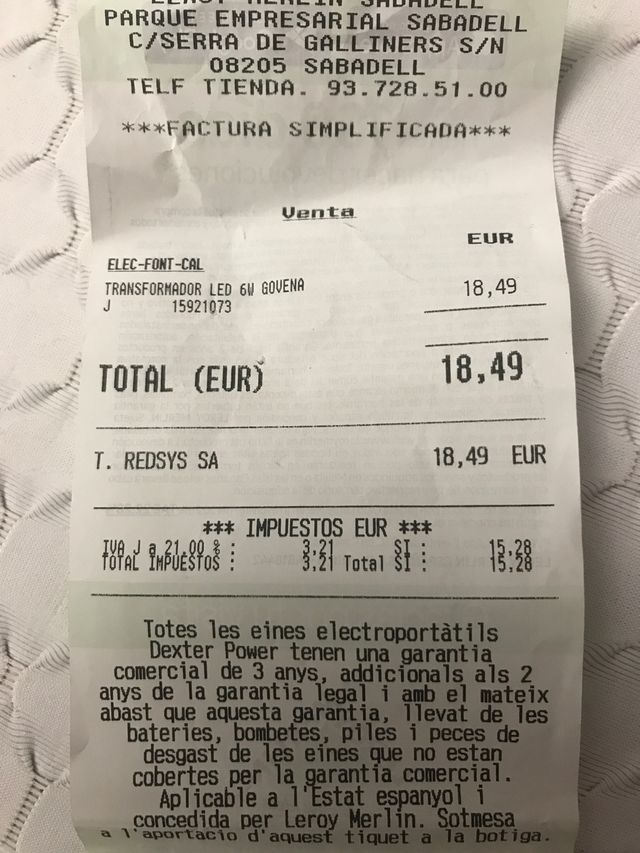 LEROY MERLIN SABADELL
PARQUE EMPRESARIAL SABADELL
C/SERRA DE GALLINERS S/N
08205 SABADELL
TELF TIENDA. 93.728.51.00
***FACTURA SIMPLIFICADA***
Venta
EUR
ELEC-FONT-CAL
TRANSFORMADOR LED 6W GOVENA 18,49
J 15921073
TOTAL (EUR) 18,49
T. REDSYS SA 18,49 EUR
*** IMPUESTOS EUR ***
IVA J a 21,00 % : 3,21 SI : 15,28
TOTAL IMPUESTOS : 3,21 Total SI : 15,28
Totes les eines electroportàtils
Dexter Power tenen una garantia
comercial de 3 anys, addicionals als 2
anys de la garantia legal i amb el mateix
abast que aquesta garantia, llevat de les
bateries, bombetes, piles i peces de
desgast de les eines que no estan
cobertes per la garantia comercial.
Aplicable a l'Estat espanyol i
concedida per Leroy Merlin. Sotmesa
a l'aportacio d'aquest tiquet a la botiga.